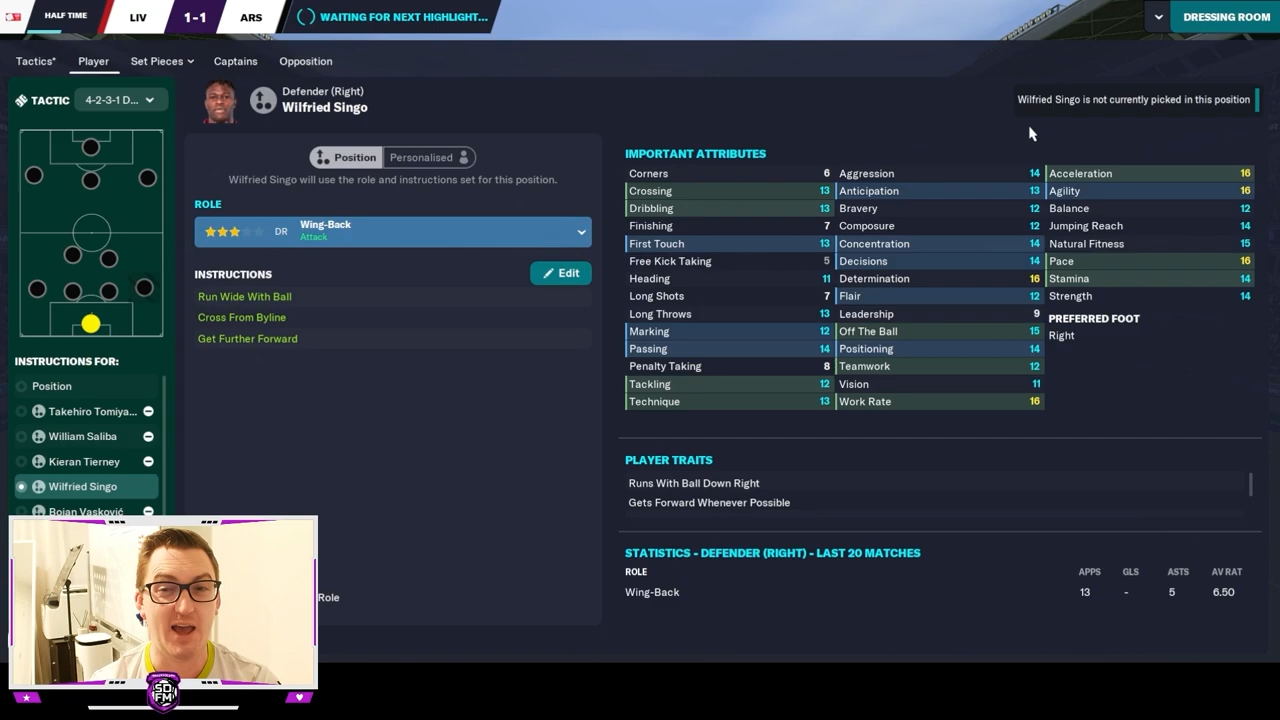 HALF TIME
LIV
1-1
ARS
WAITING FOR NEXT HIGHLIGHT...
DRESSING ROOM
Tactics*
Player
Set Pieces
Captains
Opposition
TACTIC
4-2-3-1 D...
Defender (Right)
Wilfried Singo
Wilfried Singo is not currently picked in this position
Position
Personalised
Wilfried Singo will use the role and instructions set for this position.
ROLE
DR
Wing-Back
Attack
INSTRUCTIONS
Edit
Run Wide With Ball
Cross From Byline
Get Further Forward
INSTRUCTIONS FOR:
Position
Takehiro Tomiya...
William Saliba
Kieran Tierney
Wilfried Singo
Bojan Vasković
Role
IMPORTANT ATTRIBUTES
Corners 6 Aggression 14 Acceleration 16
Crossing 13 Anticipation 13 Agility 16
Dribbling 13 Bravery 12 Balance 12
Finishing 7 Composure 12 Jumping Reach 14
First Touch 13 Concentration 14 Natural Fitness 15
Free Kick Taking 5 Decisions 14 Pace 16
Heading 11 Determination 16 Stamina 14
Long Shots 7 Flair 12 Strength 14
Long Throws 13 Leadership 9 PREFERRED FOOT
Marking 12 Off The Ball 15 Right
Passing 14 Positioning 14
Penalty Taking 8 Teamwork 12
Tackling 12 Vision 11
Technique 13 Work Rate 16
PLAYER TRAITS
Runs With Ball Down Right
Gets Forward Whenever Possible
STATISTICS - DEFENDER (RIGHT) - LAST 20 MATCHES
ROLE APPS GLS ASTS AV RAT
Wing-Back 13 - 5 6.50
SD
FM